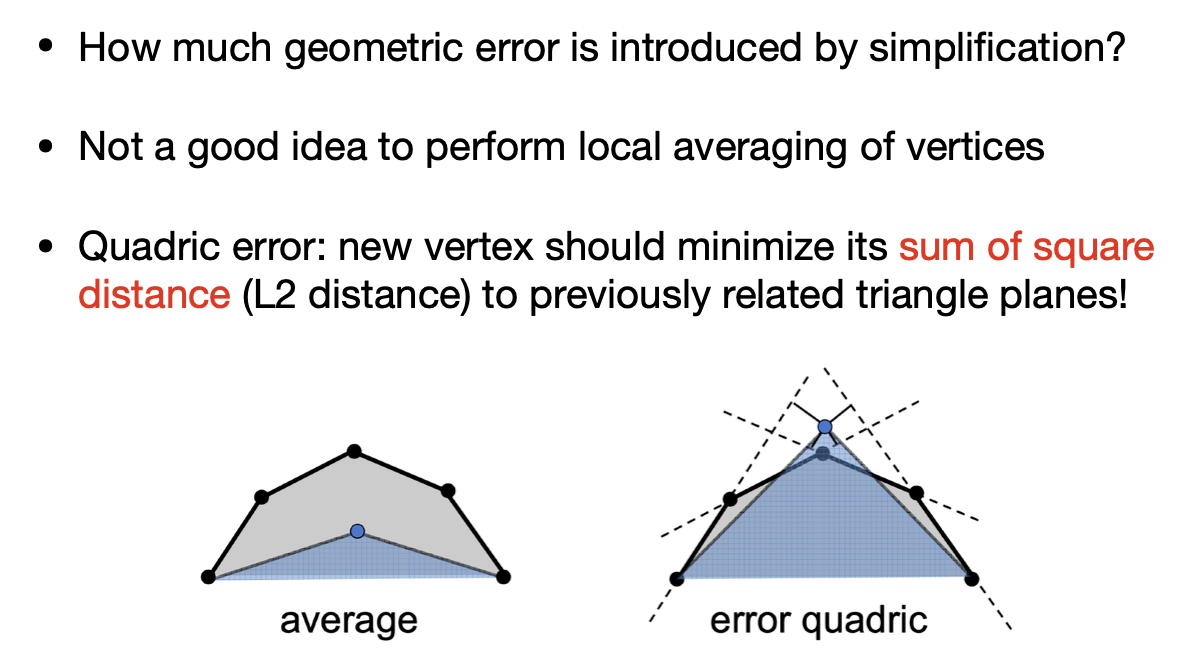 • How much geometric error is introduced by simplification?
• Not a good idea to perform local averaging of vertices
• Quadric error: new vertex should minimize its sum of square
distance (L2 distance) to previously related triangle planes!
average
error quadric